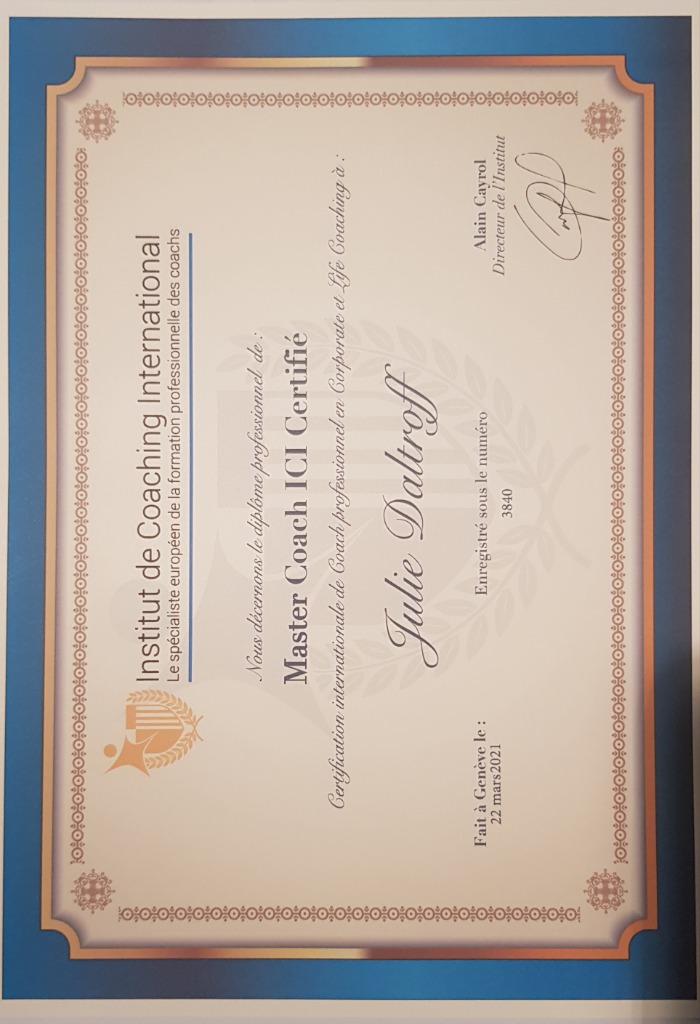 Institut de Coaching International
Le spécialiste européen de la formation professionnelle des coachs
Nous décernons le diplôme professionnel de :
Master Coach ICI Certifié
Certification internationale de Coach professionnel en Corporate et Life Coaching à :
Julie Daltroff
Fait à Genève le :
22 mars2021
Enregistré sous le numéro
3840
Alain Cayrol
Directeur de l'Institut